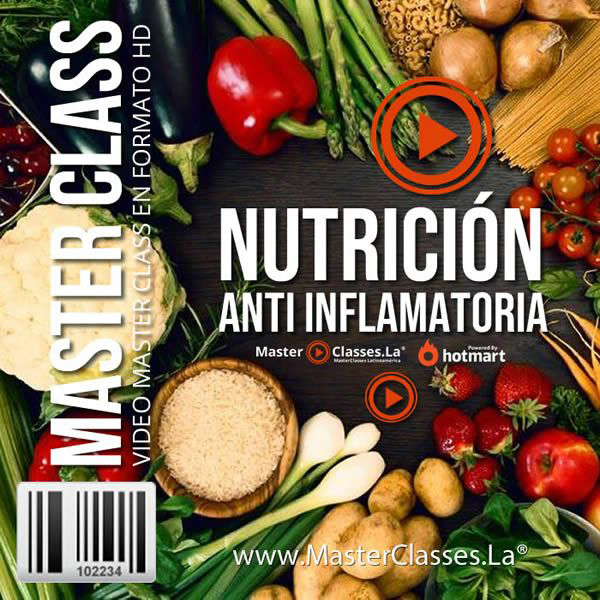 MASTER CLASS
VIDEO MASTER CLASS EN FORMATO HD
NUTRICIÓN
ANTI INFLAMATORIA
Master Classes.La®
MasterClasses Latinoamérica
Powered By
hotmart
102234
www.MasterClasses.La®